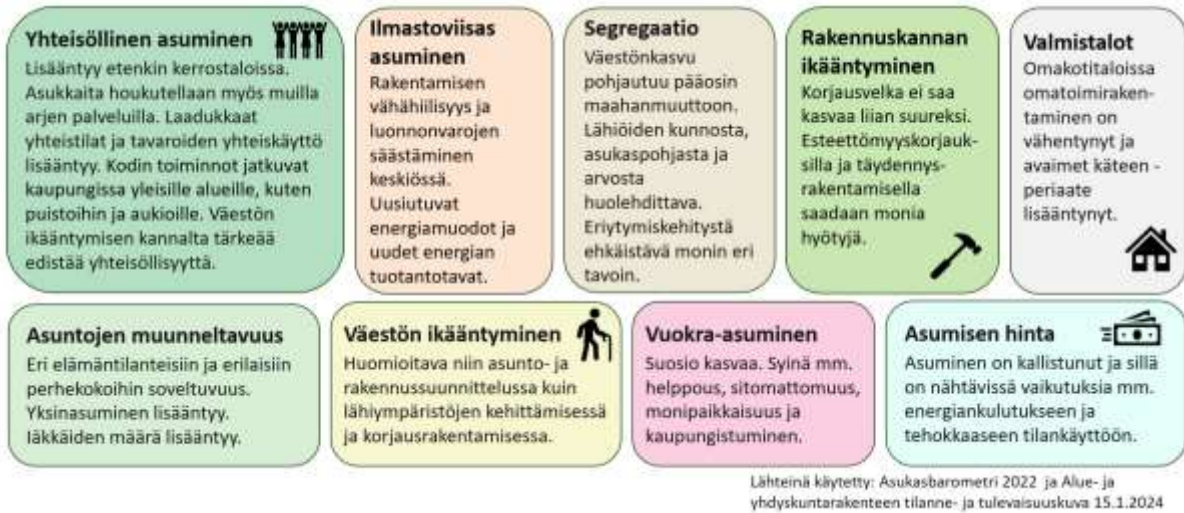 Yhteisöllinen asuminen
Lisääntyy etenkin kerrostaloissa.
Asukkaita houkutellaan myös muilla
arjen palveluilla. Laadukkaat
yhteistilat ja tavaroiden yhteiskäyttö
lisääntyy. Kodin toiminnot jatkuvat
kaupungissa yleisille alueille, kuten
puistoihin ja aukioille. Väestön
ikääntymisen kannalta tärkeää
edistää yhteisöllisyyttä.
Ilmastoviisas
asuminen
Rakentamisen
vähähiilisyys ja
luonnonvarojen
säästäminen
keskiössä.
Uusiutuvat
energiamuodot ja
uudet energian
tuotantotavat.
Segregaatio
Väestönkasvu
pohjautuu pääosin
maahanmuuttoon.
Lähiöiden kunnosta,
asukaspohjasta ja
arvosta
huolehdittava.
Eriytymiskehitystä
ehkäistävä monin eri
tavoin.
Rakennuskannan
ikääntyminen
Korjausvelka ei saa
kasvaa liian suureksi.
Esteettömyyskorjauk-
silla ja täydennys-
rakentamisella
saadaan monia
hyötyjä.
Valmistalot
Omakotitaloissa
omatoimiraken-
taminen on
vähentynyt ja
avaimet käteen -
periaate
lisääntynyt.
Asuntojen muunneltavuus
Eri elämäntilanteisiin ja erilaisiin
perhekokoihin soveltuvuus.
Yksinasuminen lisääntyy.
Iäkkäiden määrä lisääntyy.
Väestön ikääntyminen
Huomioitava niin asunto- ja
rakennussuunnittelussa kuin
lähiympäristöjen kehittämisessä
ja korjausrakentamisessa.
Vuokra-asuminen
Suosio kasvaa. Syinä mm.
helppous, sitomattomuus,
monipaikkaisuus ja
kaupungistuminen.
Asumisen hinta
Asuminen on kallistunut ja sillä
on nähtävissä vaikutuksia mm.
energiankulutukseen ja
tehokkaaseen tilankäyttöön.
Lähteinä käytetty: Asukasbarometri 2022 ja Alue- ja
yhdyskuntarakenteen tilanne- ja tulevaisuuskuva 15.1.2024